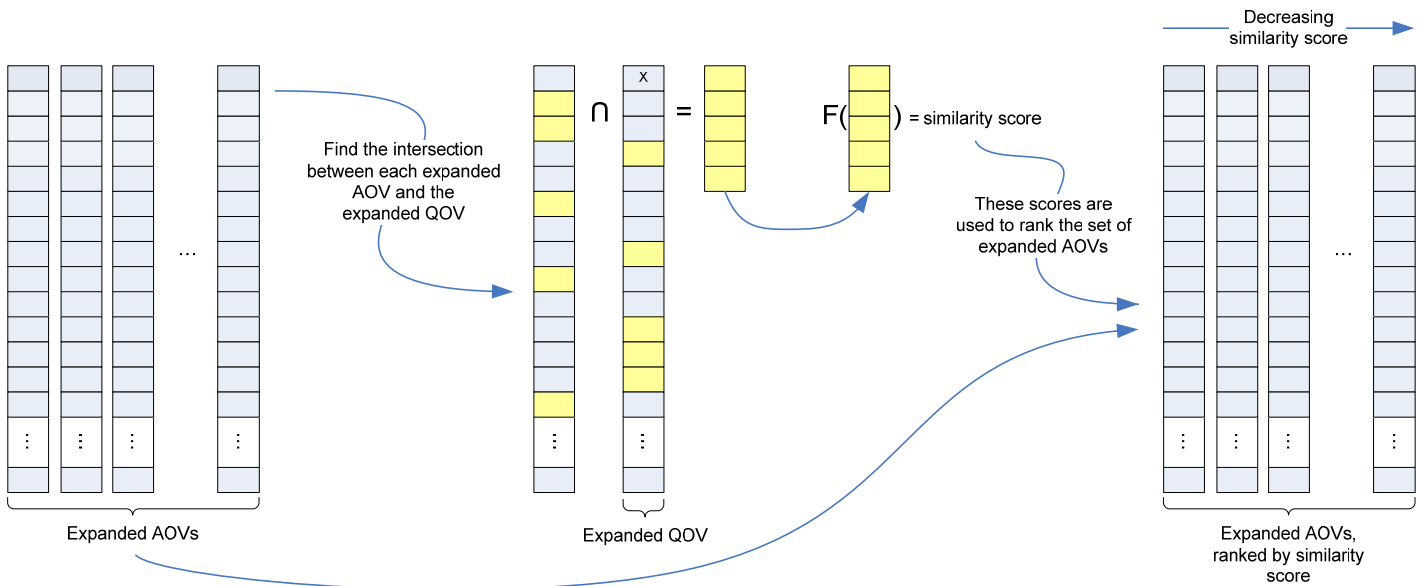 Decreasing
similarity score
X
∩
=
F( ) = similarity score
Find the intersection
between each expanded
AOV and the
expanded QOV
These scores are
used to rank the set of
expanded AOVs
...
...
...
...
...
...
...
...
...
...
...
...
Expanded AOVs
Expanded QOV
Expanded AOVs,
ranked by similarity
score